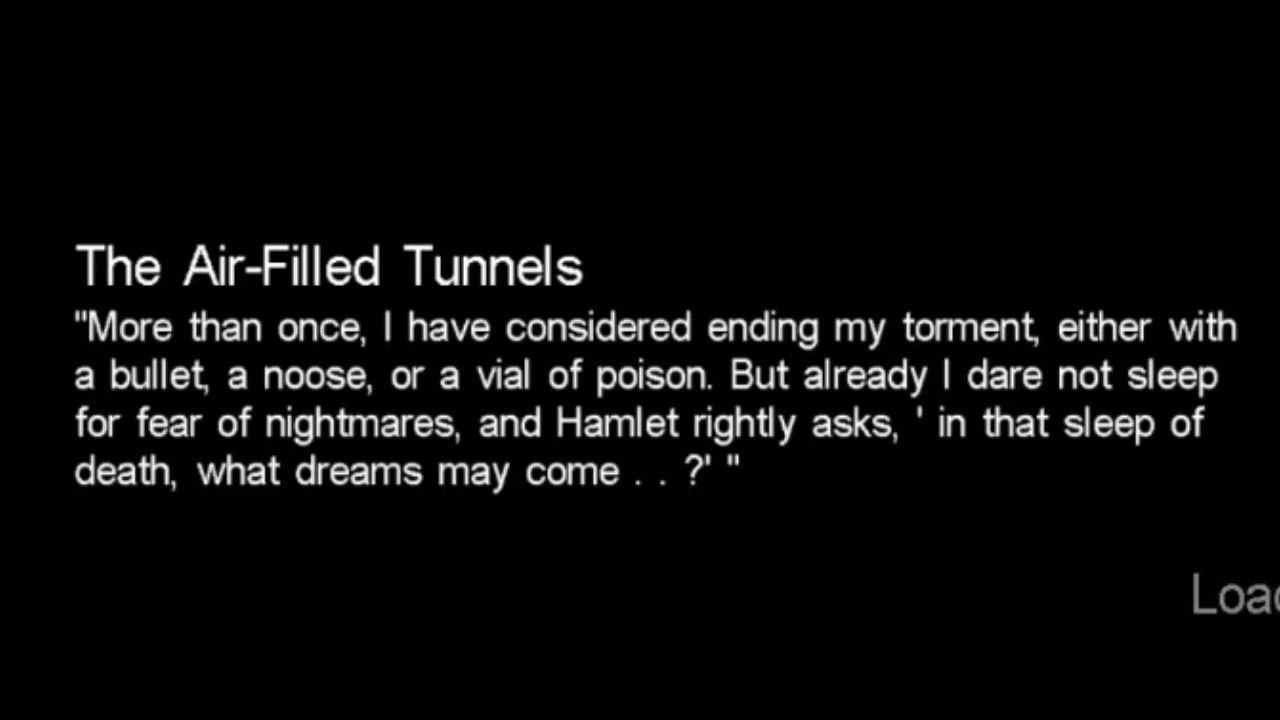 The Air-Filled Tunnels
"More than once, I have considered ending my torment, either with
a bullet, a noose, or a vial of poison. But already I dare not sleep
for fear of nightmares, and Hamlet rightly asks, ' in that sleep of
death, what dreams may come . . ?' "
Load